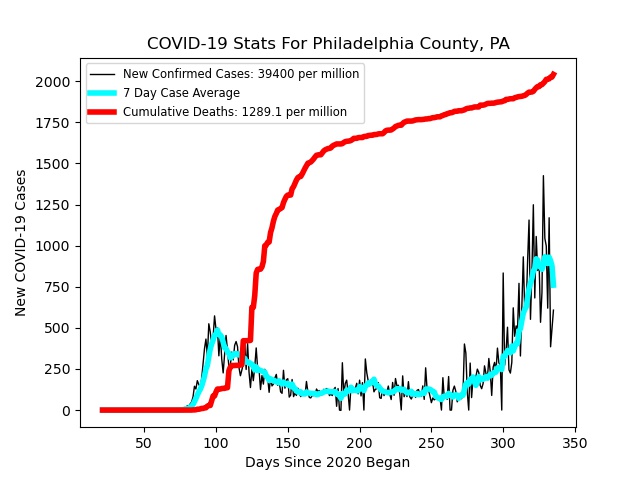 COVID-19 Stats For Philadelphia County, PA
New Confirmed Cases: 39400 per million
7 Day Case Average
Cumulative Deaths: 1289.1 per million
New COVID-19 Cases
2000
1750
1500
1250
1000
750
500
250
0
50 100 150 200 250 300 350
Days Since 2020 Began